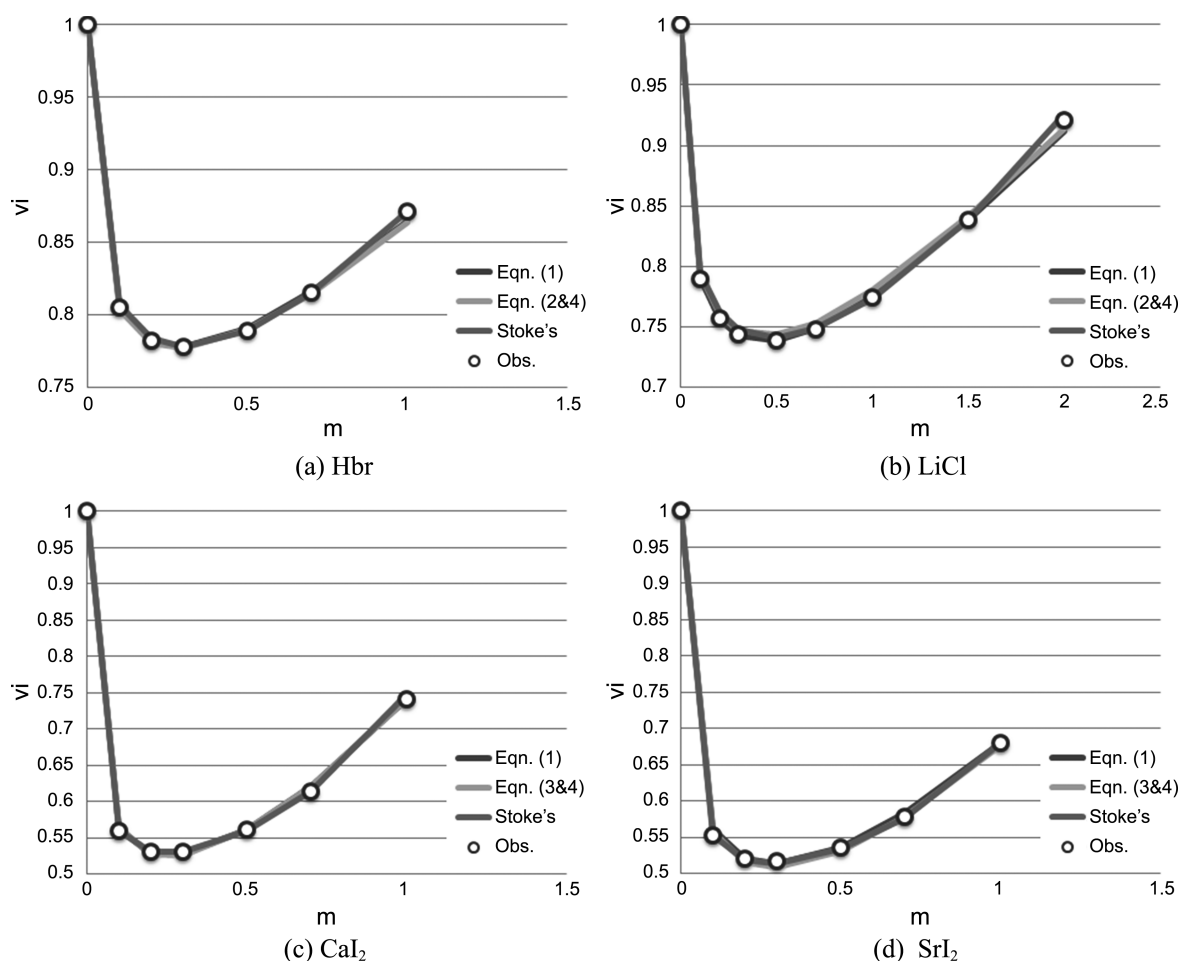 1
0.95
0.9
0.85
0.8
0.75
vi
0 0.5 1 1.5
m
Eqn. (1)
Eqn. (2&4)
Stoke's
Obs.
(a) Hbr
1
0.95
0.9
0.85
0.8
0.75
0.7
vi
0 0.5 1 1.5 2 2.5
m
Eqn. (1)
Eqn. (2&4)
Stoke's
Obs.
(b) LiCl
1
0.95
0.9
0.85
0.8
0.75
0.7
0.65
0.6
0.55
0.5
vi
0 0.5 1 1.5
m
Eqn. (1)
Eqn. (3&4)
Stoke's
Obs.
(c) CaI₂
1
0.95
0.9
0.85
0.8
0.75
0.7
0.65
0.6
0.55
0.5
vi
0 0.5 1 1.5
m
Eqn. (1)
Eqn. (3&4)
Stoke's
Obs.
(d) SrI₂